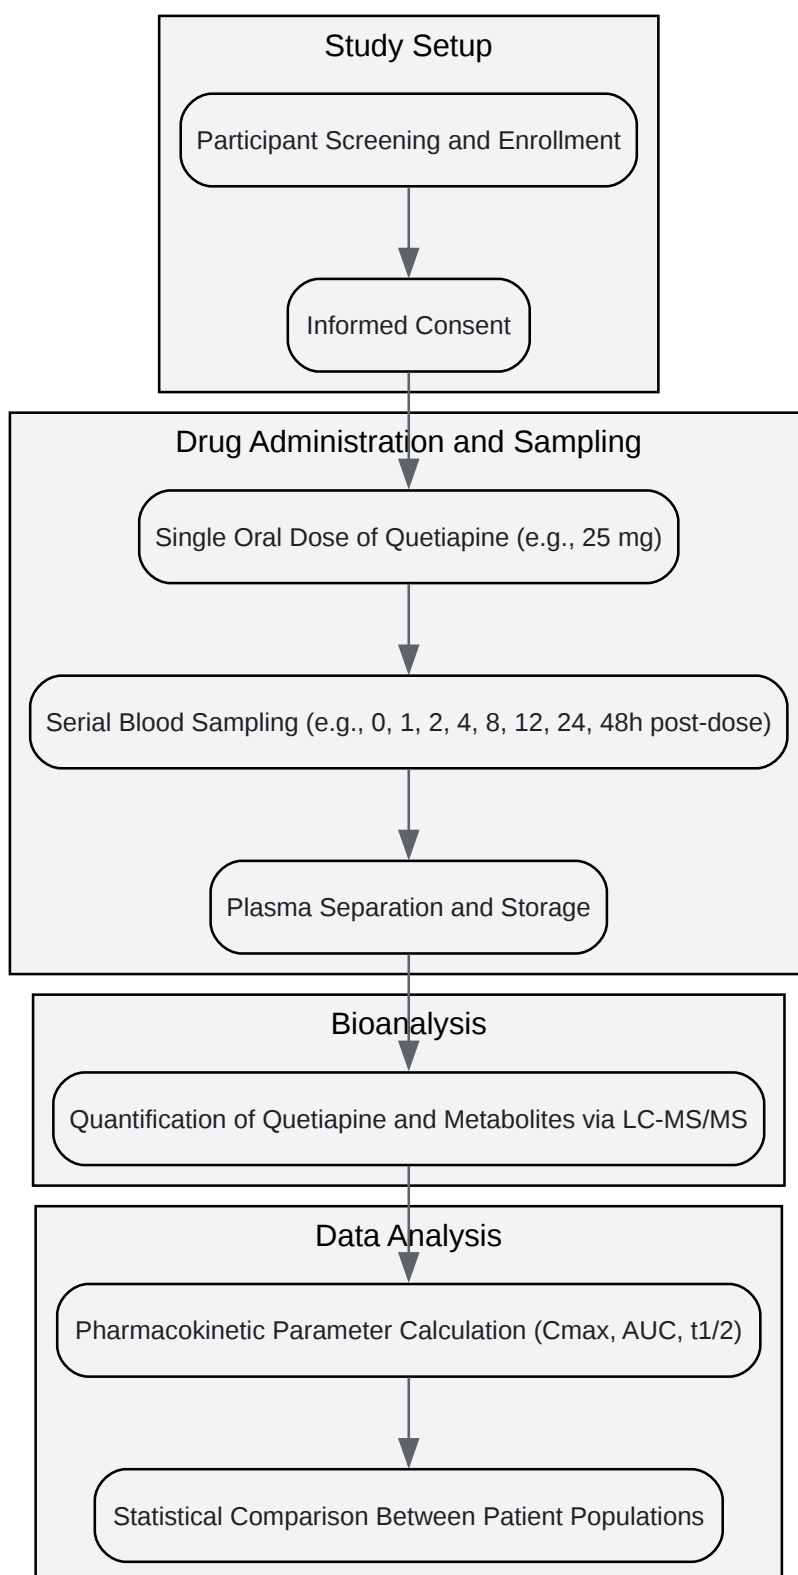 Study Setup
Participant Screening and Enrollment
Informed Consent
Drug Administration and Sampling
Single Oral Dose of Quetiapine (e.g., 25 mg)
Serial Blood Sampling (e.g., 0, 1, 2, 4, 8, 12, 24, 48h post-dose)
Plasma Separation and Storage
Bioanalysis
Quantification of Quetiapine and Metabolites via LC-MS/MS
Data Analysis
Pharmacokinetic Parameter Calculation (Cmax, AUC, t1/2)
Statistical Comparison Between Patient Populations